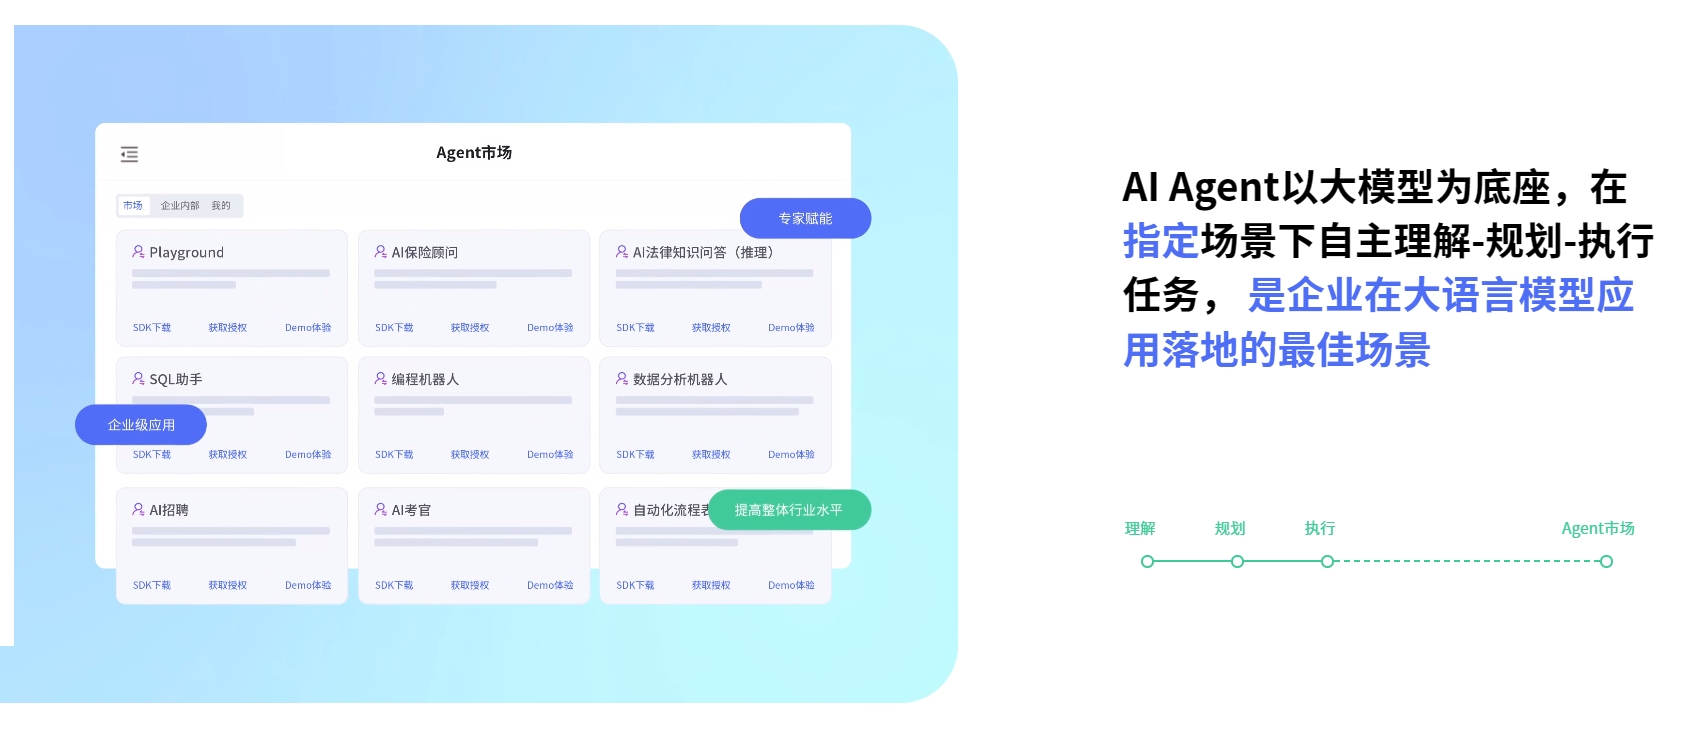 Agent市场
市场 企业内部 我的
专家赋能
Playground
SDK下载 获取授权 Demo体验
AI保险顾问
SDK下载 获取授权 Demo体验
AI法律知识问答（推理）
SDK下载 获取授权 Demo体验
SQL助手
企业级应用
SDK下载 获取授权 Demo体验
编程机器人
SDK下载 获取授权 Demo体验
数据分析机器人
SDK下载 获取授权 Demo体验
AI招聘
SDK下载 获取授权 Demo体验
AI考官
SDK下载 获取授权 Demo体验
自动化流程
提高整体行业水平
SDK下载 获取授权 Demo体验
AI Agent以大模型为底座，在
指定场景下自主理解-规划-执行
任务， 是企业在大语言模型应
用落地的最佳场景
理解 规划 执行 Agent市场